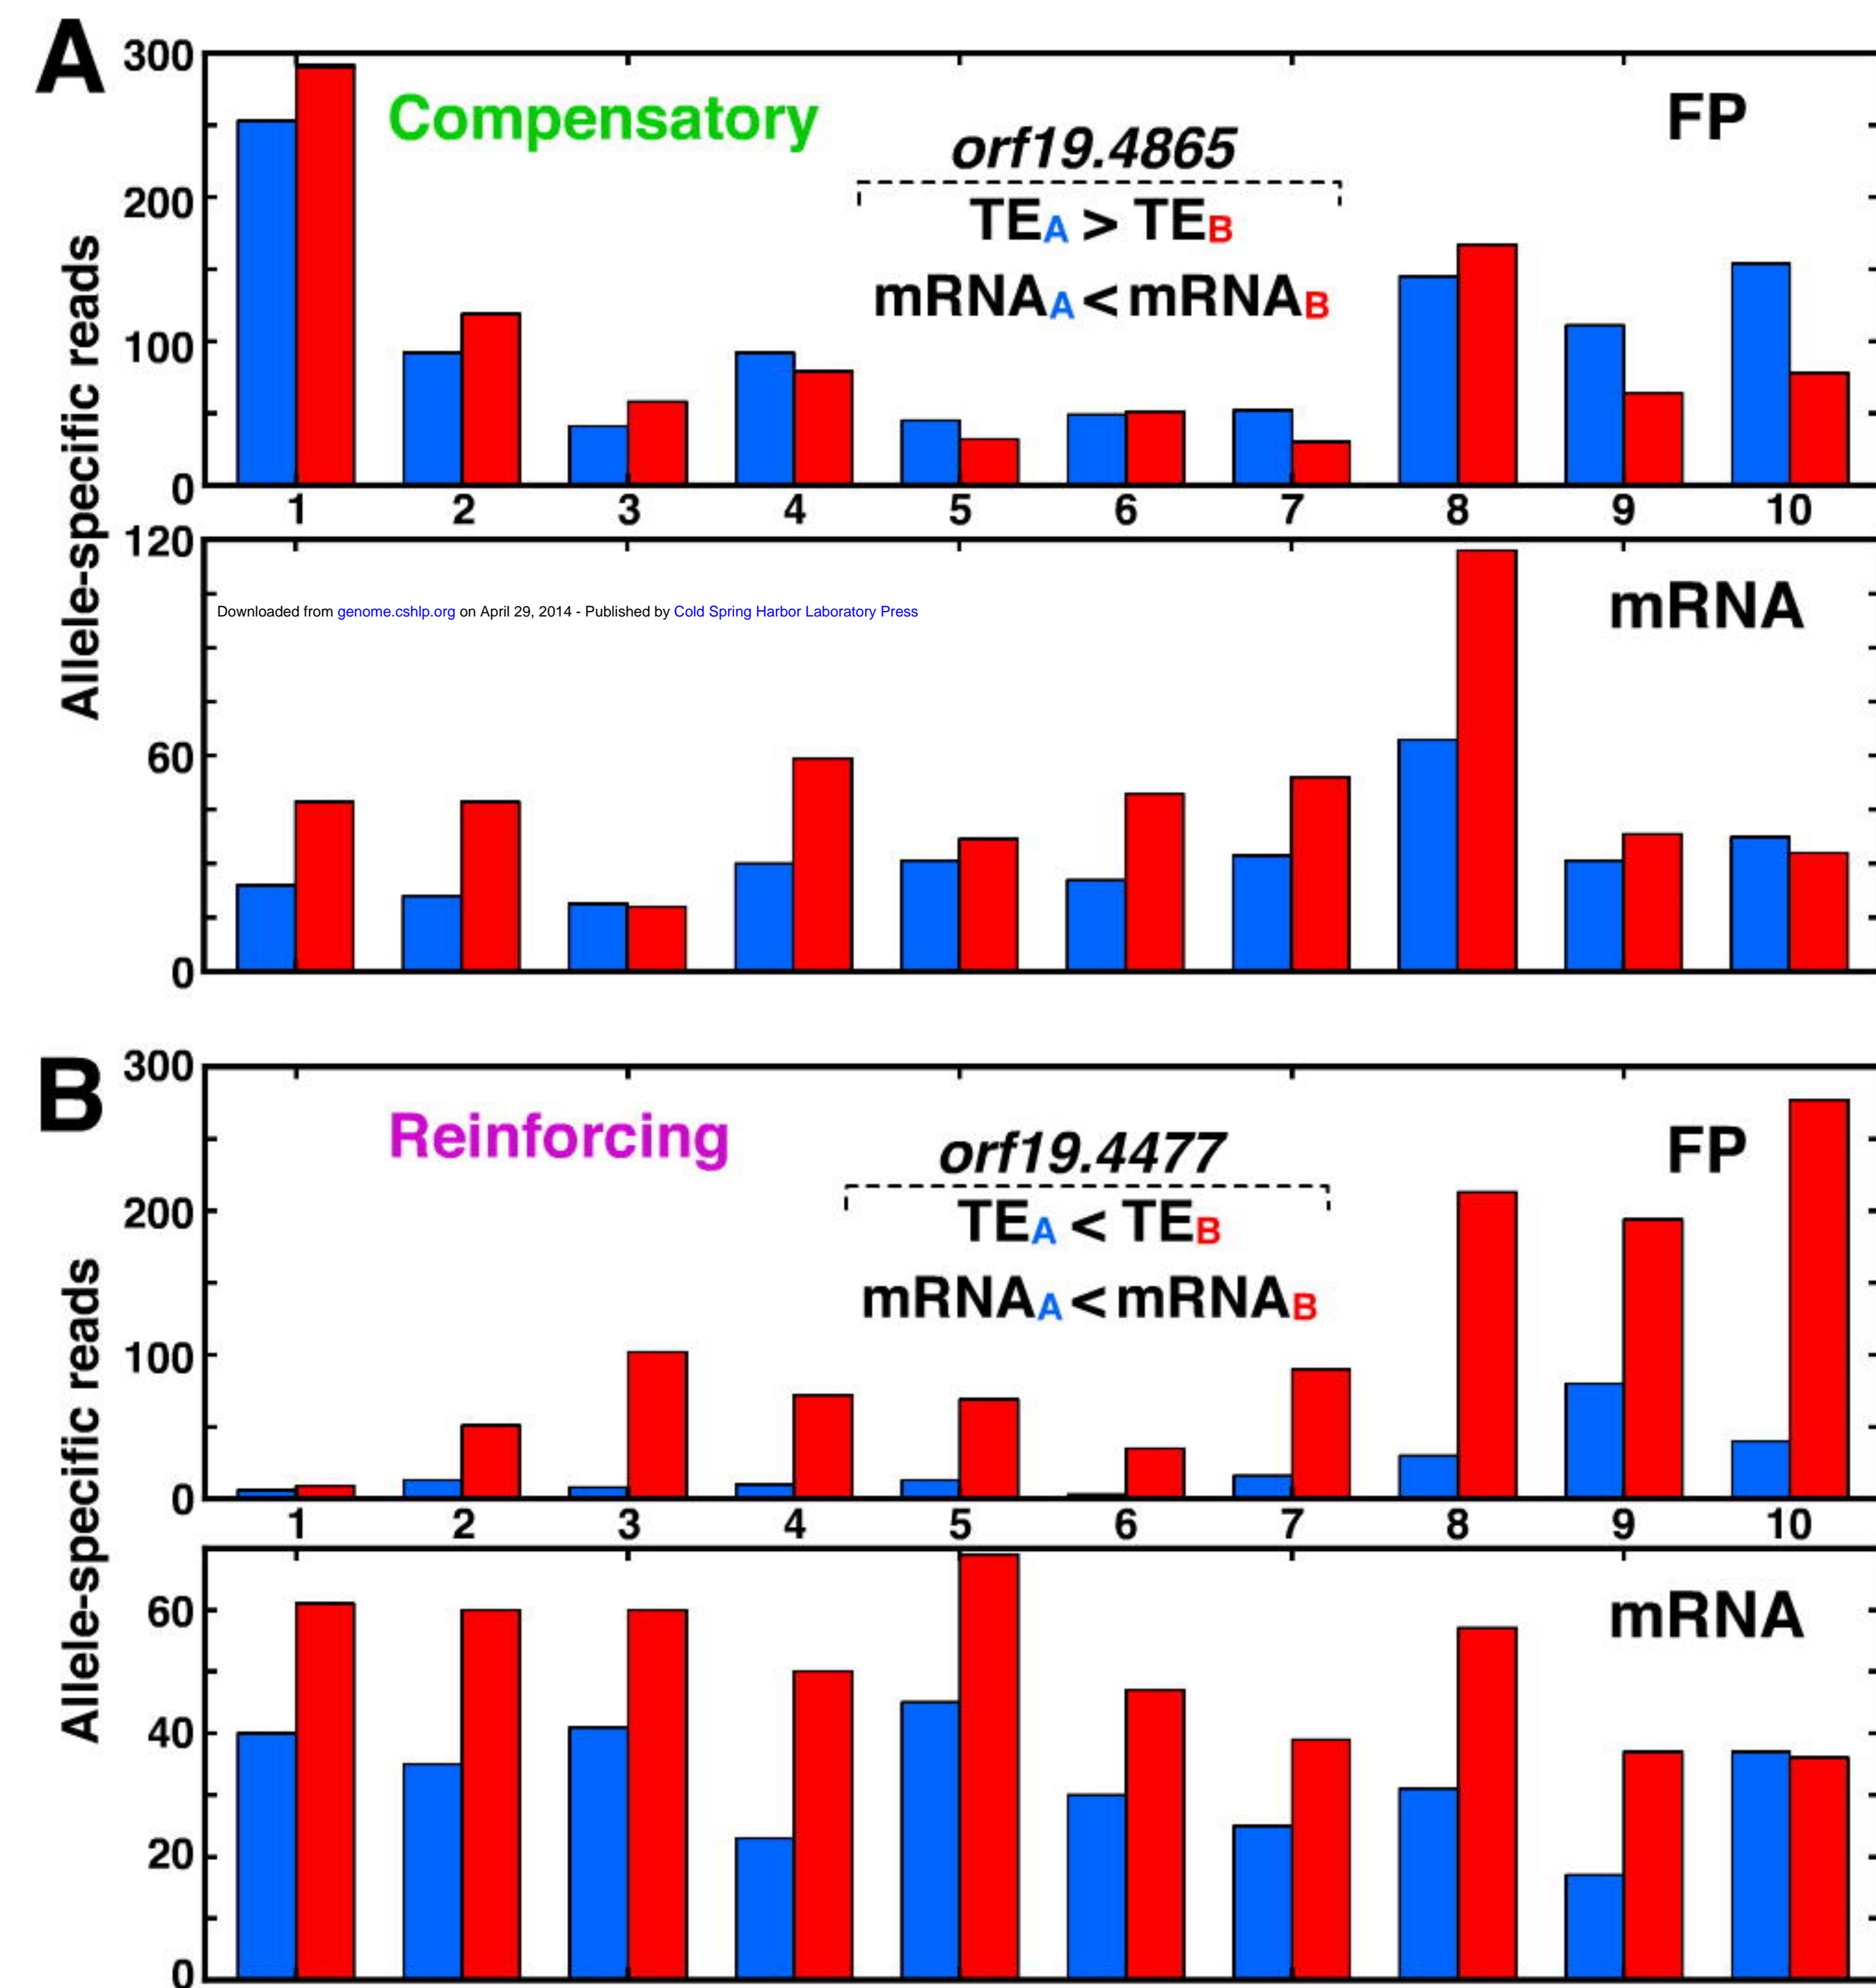 A
300
Compensatory
FP
orf19.4865
TEA > TEB
mRNAA < mRNAB
200
100
0
1 2 3 4 5 6 7 8 9 10
Allele-specific reads
120
Downloaded from genome.cshlp.org on April 29, 2014 - Published by Cold Spring Harbor Laboratory Press
mRNA
60
0
B
300
Reinforcing
FP
orf19.4477
TEA < TEB
mRNAA < mRNAB
200
100
0
1 2 3 4 5 6 7 8 9 10
Allele-specific reads
mRNA
60
40
20
0